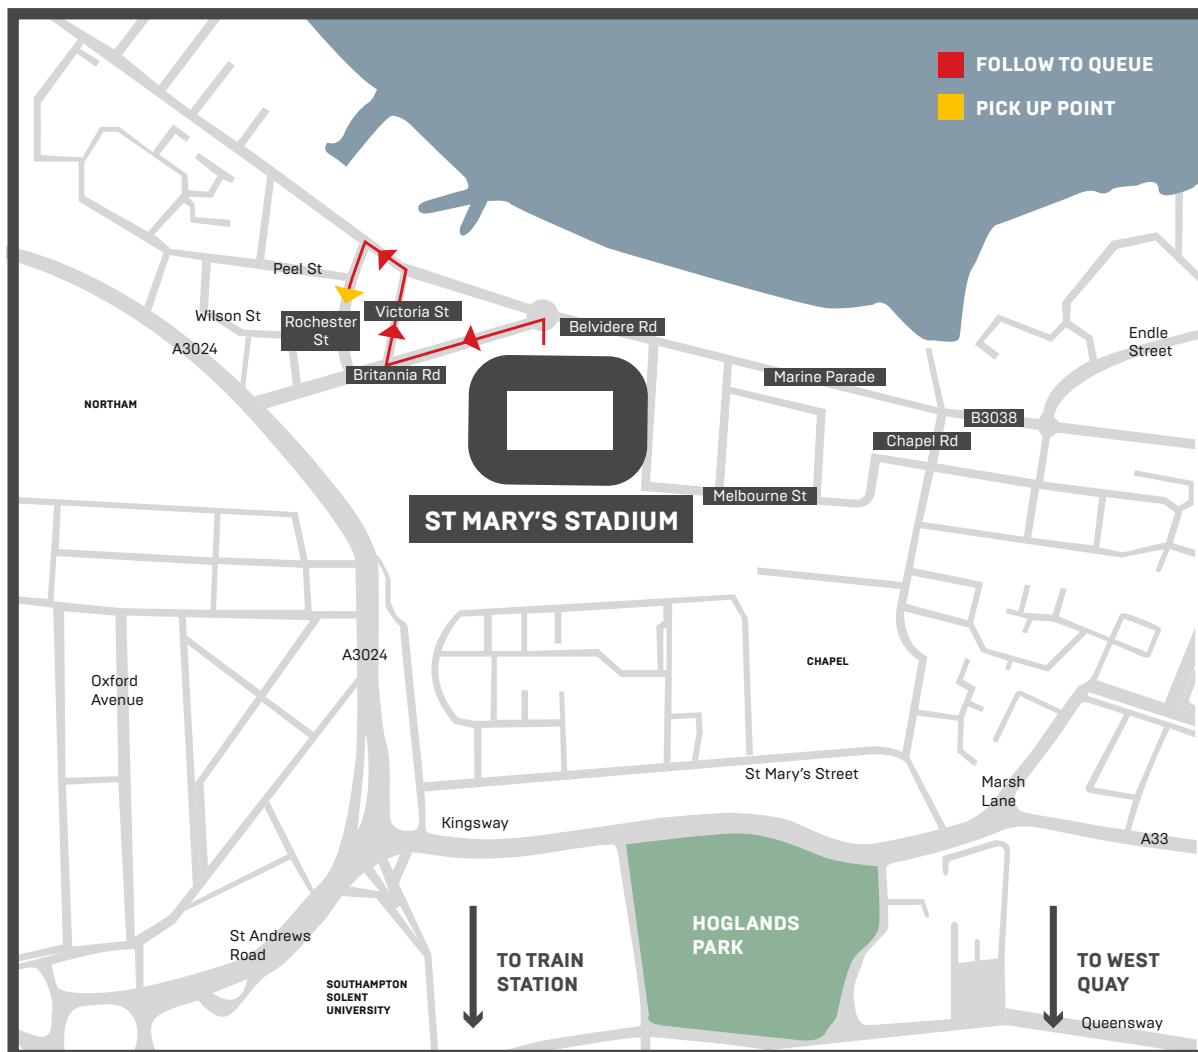 FOLLOW TO QUEUE
PICK UP POINT
Peel St
Wilson St
Rochester
St
Victoria St
Belvidere Rd
A3024
Britannia Rd
Marine Parade
Endle
Street
NORTHAM
B3038
Chapel Rd
Melbourne St
ST MARY'S STADIUM
A3024
CHAPEL
Oxford
Avenue
St Mary's Street
Marsh
Lane
Kingsway
A33
HOGLANDS
PARK
St Andrews
Road
TO TRAIN
STATION
TO WEST
QUAY
SOUTHAMPTON
SOLENT
UNIVERSITY
Queensway